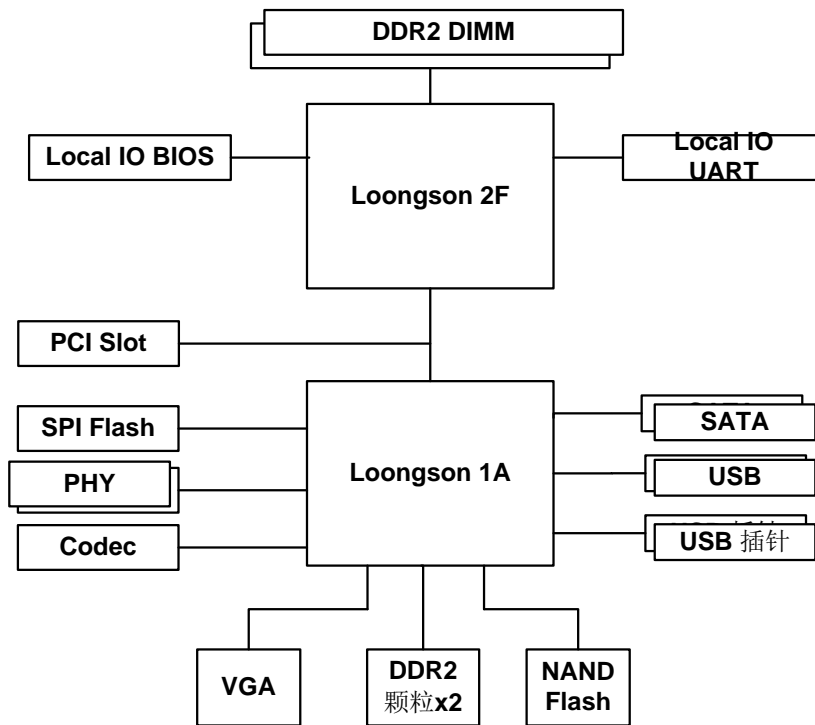 DDR2 DIMM
Local IO BIOS
Local IO
UART
Loongson 2F
PCI Slot
SPI Flash
PHY
Codec
Loongson 1A
SATA
USB
USB 插针
VGA
DDR2
颗粒x2
NAND
Flash